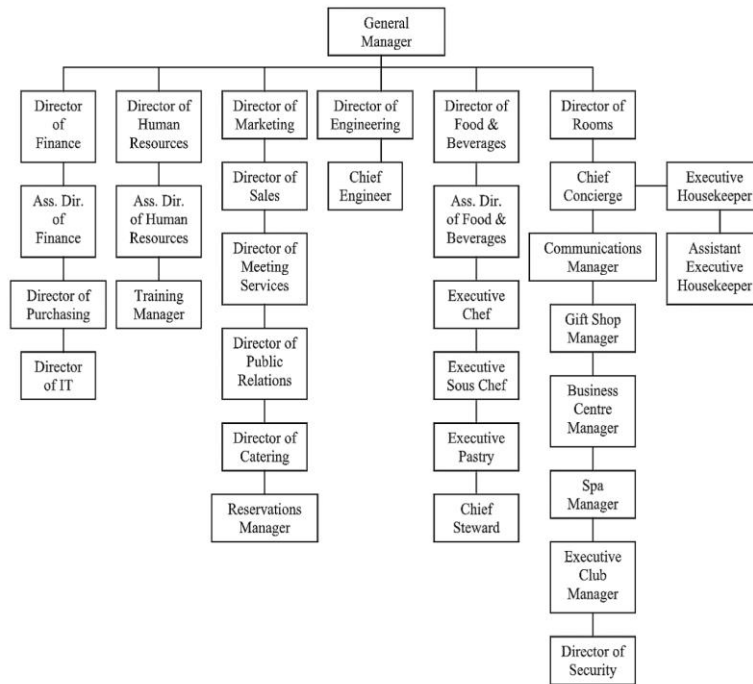 General
Manager
Director
of
Finance
Director of
Human
Resources
Director of
Marketing
Director of
Engineering
Director of
Food &
Beverages
Director of
Rooms
Ass. Dir.
of
Finance
Ass. Dir.
of Human
Resources
Director of
Sales
Chief
Engineer
Ass. Dir.
of Food &
Beverages
Chief
Concierge
Executive
Housekeeper
Director of
Purchasing
Training
Manager
Director of
Meeting
Services
Executive
Chef
Communications
Manager
Assistant
Executive
Housekeeper
Director
of IT
Director of
Public
Relations
Executive
Sous Chef
Gift Shop
Manager
Director of
Catering
Executive
Pastry
Business
Centre
Manager
Reservations
Manager
Chief
Steward
Spa
Manager
Executive
Club
Manager
Director of
Security